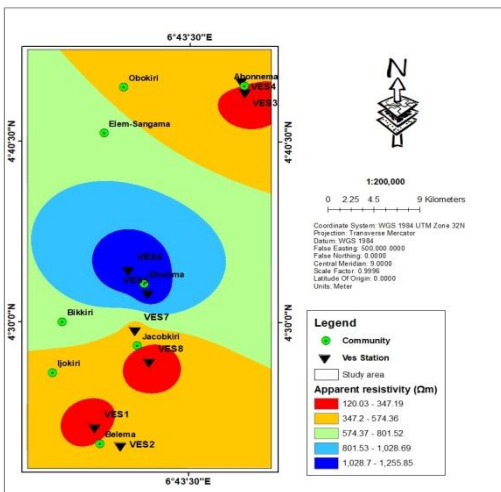 6°43'30"E
Obokiri
Abonnema
VES4
VES3
Elem-Sangama
4°40'30"N
4°40'30"N
N
1:200,000
0 2.25 4.5 9 Kilometers
Coordinate System: WGS 1984 UTM Zone 32N
Projection: Transverse Mercator
Datum: WGS 1984
False Easting: 500,000.0000
False Northing: 0.0000
Central Meridian: 9.0000
Scale Factor: 0.9996
Latitude Of Origin: 0.0000
Units: Meter
Bikkiri
VES7
4°30'0"N
4°30'0"N
Jacobkiri
VES8
Ijokiri
VES1
Belema
VES2
6°43'30"E
Legend
Community
Ves Station
Study area
Apparent resistivity (Ωm)
120.03 - 347.19
347.2 - 574.36
574.37 - 801.52
801.53 - 1,028.69
1,028.7 - 1,255.85